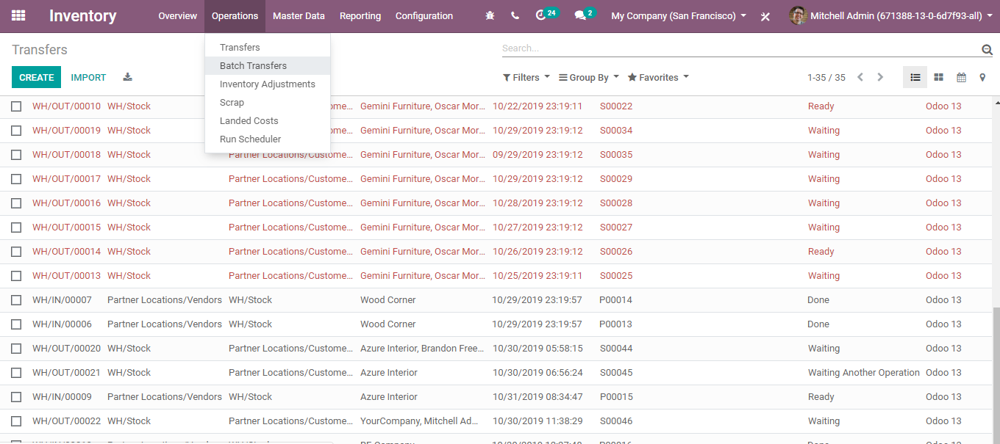 Inventory Overview Operations Master Data Reporting Configuration 24 2 My Company (San Francisco) Mitchell Admin (671388-13-0-6d7f93-all)
Transfers
Batch Transfers
Inventory Adjustments
Scrap
Landed Costs
Run Scheduler
Transfers Search...
CREATE IMPORT Filters Group By Favorites 1-35 / 35
WH/OUT/00010 WH/Stock ome... Gemini Furniture, Oscar Mor... 10/22/2019 23:19:11 S00022 Ready Odoo 13
WH/OUT/00019 WH/Stock ome... Gemini Furniture, Oscar Mor... 10/29/2019 23:19:12 S00034 Waiting Odoo 13
WH/OUT/00018 WH/Stock Partner Locations/Custome... Gemini Furniture, Oscar Mor... 09/29/2019 23:19:12 S00035 Waiting Odoo 13
WH/OUT/00017 WH/Stock Partner Locations/Custome... Gemini Furniture, Oscar Mor... 10/29/2019 23:19:12 S00029 Waiting Odoo 13
WH/OUT/00016 WH/Stock Partner Locations/Custome... Gemini Furniture, Oscar Mor... 10/28/2019 23:19:12 S00028 Waiting Odoo 13
WH/OUT/00015 WH/Stock Partner Locations/Custome... Gemini Furniture, Oscar Mor... 10/27/2019 23:19:12 S00027 Waiting Odoo 13
WH/OUT/00014 WH/Stock Partner Locations/Custome... Gemini Furniture, Oscar Mor... 10/26/2019 23:19:12 S00026 Ready Odoo 13
WH/OUT/00013 WH/Stock Partner Locations/Custome... Gemini Furniture, Oscar Mor... 10/25/2019 23:19:11 S00025 Waiting Odoo 13
WH/IN/00007 Partner Locations/Vendors WH/Stock Wood Corner 10/29/2019 23:19:57 P00014 Done Odoo 13
WH/IN/00006 Partner Locations/Vendors WH/Stock Wood Corner 10/29/2019 23:19:57 P00013 Done Odoo 13
WH/OUT/00020 WH/Stock Partner Locations/Custome... Azure Interior, Brandon Free... 10/30/2019 05:58:15 S00044 Waiting Odoo 13
WH/OUT/00021 WH/Stock Partner Locations/Custome... Azure Interior 10/30/2019 06:56:24 S00045 Waiting Another Operation Odoo 13
WH/IN/00009 Partner Locations/Vendors WH/Stock Azure Interior 10/31/2019 08:34:47 P00015 Ready Odoo 13
WH/OUT/00022 WH/Stock Partner Locations/Custome... YourCompany, Mitchell Ad... 10/30/2019 11:38:29 S00046 Waiting Odoo 13